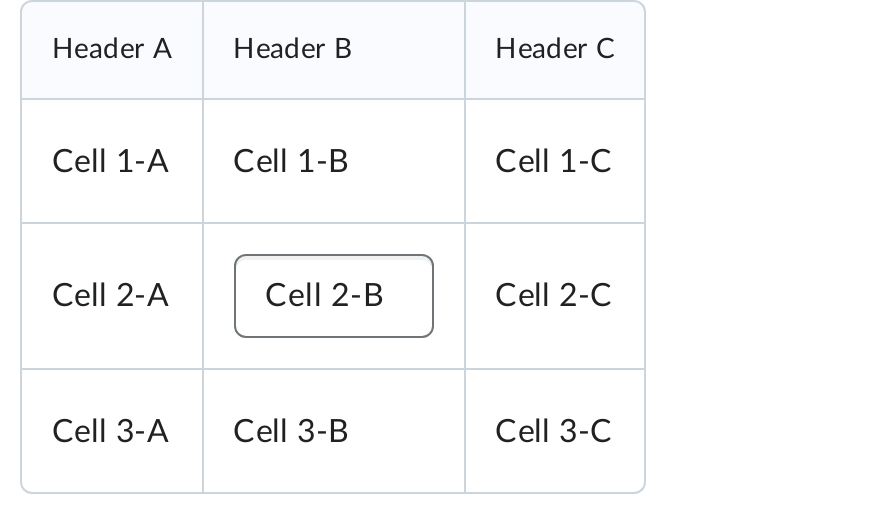 Header A Header B Header C
Cell 1-A Cell 1-B Cell 1-C
Cell 2-A Cell 2-B Cell 2-C
Cell 3-A Cell 3-B Cell 3-C